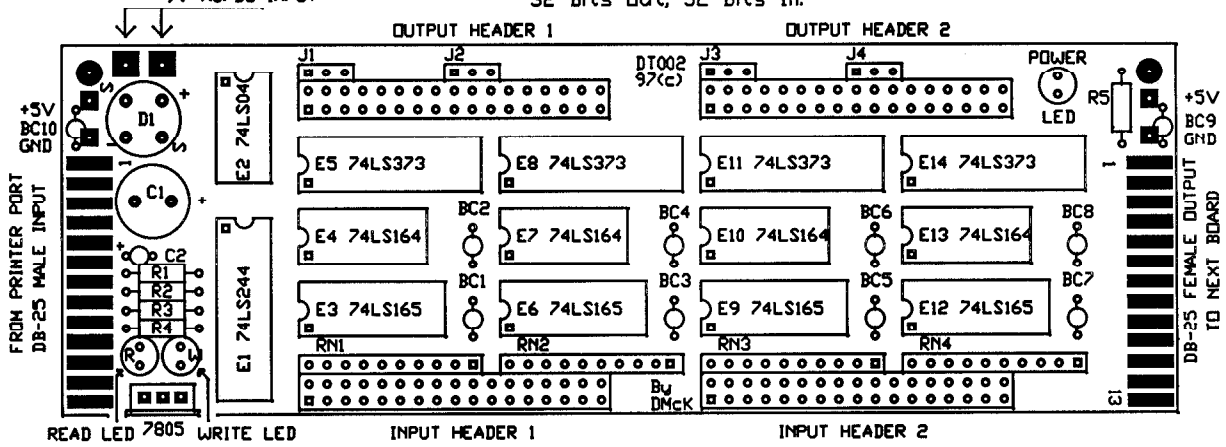 32 Bits Out, 32 Bits In.
OUTPUT HEADER 1
OUTPUT HEADER 2
J1
J2
DT002
97(c)
J3
J4
POWER
LED
R5
+5V
BC10
GND
S
+
D1
-
S
+5V
BC9
GND
E2 74LS04
E5 74LS373
E8 74LS373
E11 74LS373
E14 74LS373
1
1
C1
+
FROM PRINTER PORT
DB-25 MALE INPUT
E4 74LS164
BC2
E7 74LS164
BC4
E10 74LS164
BC6
E13 74LS164
BC8
DB-25 FEMALE OUTPUT
TO NEXT BOARD
+
C2
R1
R2
R3
R4
E1 74LS244
E3 74LS165
BC1
E6 74LS165
BC3
E9 74LS165
BC5
E12 74LS165
BC7
R
W
RN1
RN2
RN3
RN4
By
DMcK
13
READ LED
7805
WRITE LED
INPUT HEADER 1
INPUT HEADER 2